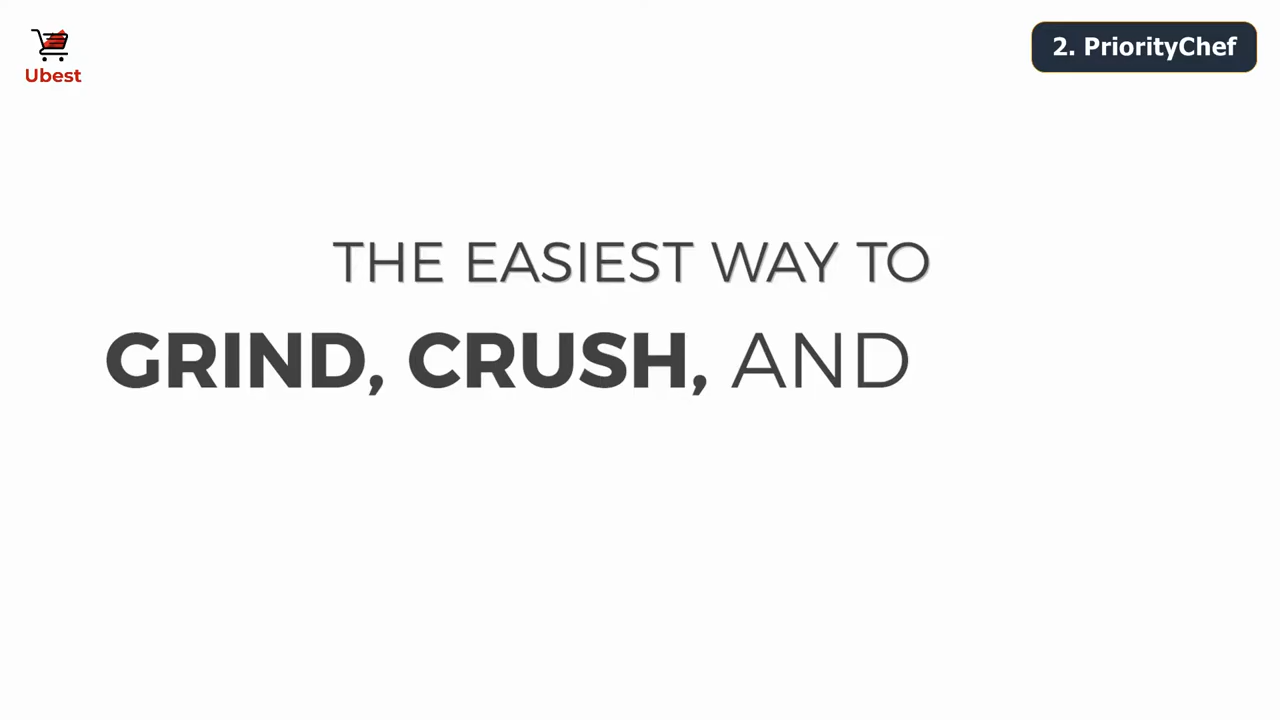 Ubest
2. PriorityChef
THE EASIEST WAY TO
GRIND, CRUSH, AND